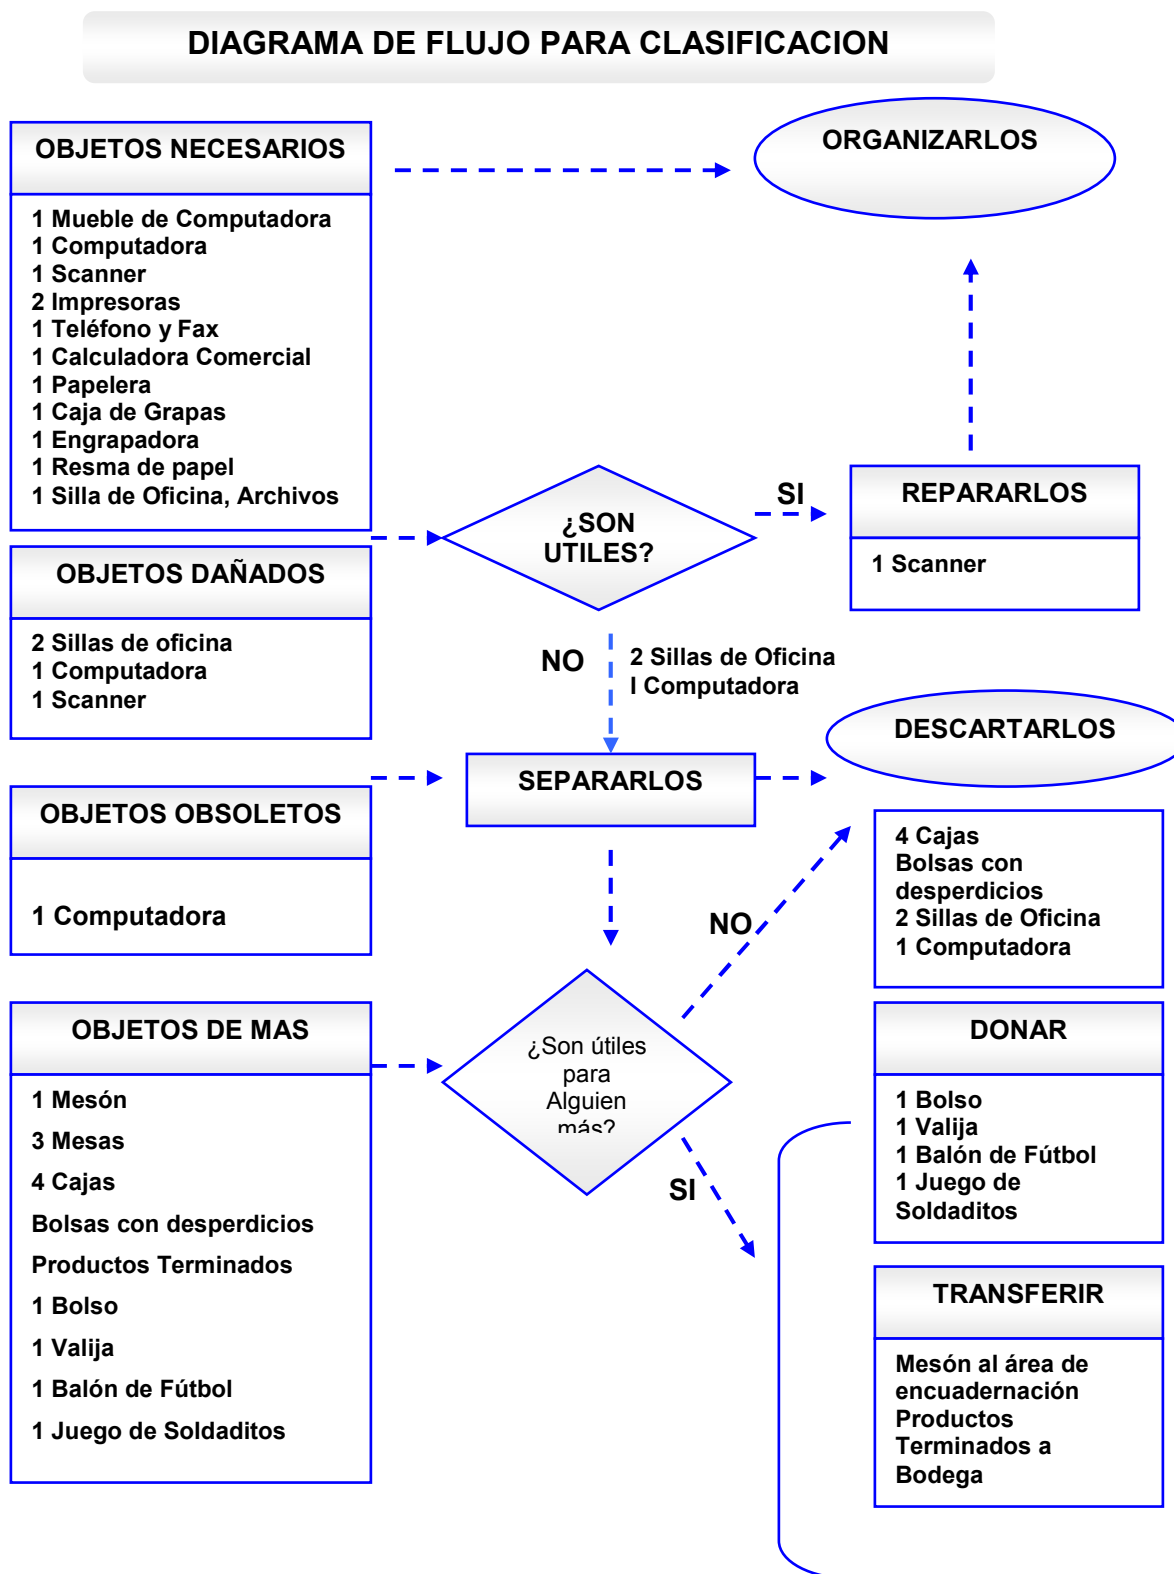 DIAGRAMA DE FLUJO PARA CLASIFICACION
OBJETOS NECESARIOS
1 Mueble de Computadora
1 Computadora
1 Scanner
2 Impresoras
1 Teléfono y Fax
1 Calculadora Comercial
1 Papelera
1 Caja de Grapas
1 Engrapadora
1 Resma de papel
1 Silla de Oficina, Archivos
ORGANIZARLOS
OBJETOS DAÑADOS
2 Sillas de oficina
1 Computadora
1 Scanner
¿SON
UTILES?
SI
REPARARLOS
1 Scanner
NO
2 Sillas de Oficina
I Computadora
OBJETOS OBSOLETOS
1 Computadora
SEPARARLOS
DESCARTARLOS
4 Cajas
Bolsas con
desperdicios
2 Sillas de Oficina
1 Computadora
NO
OBJETOS DE MAS
1 Mesón
3 Mesas
4 Cajas
Bolsas con desperdicios
Productos Terminados
1 Bolso
1 Valija
1 Balón de Fútbol
1 Juego de Soldaditos
¿Son útiles
para
Alguien
más?
SI
DONAR
1 Bolso
1 Valija
1 Balón de Fútbol
1 Juego de
Soldaditos
TRANSFERIR
Mesón al área de
encuadernación
Productos
Terminados a
Bodega